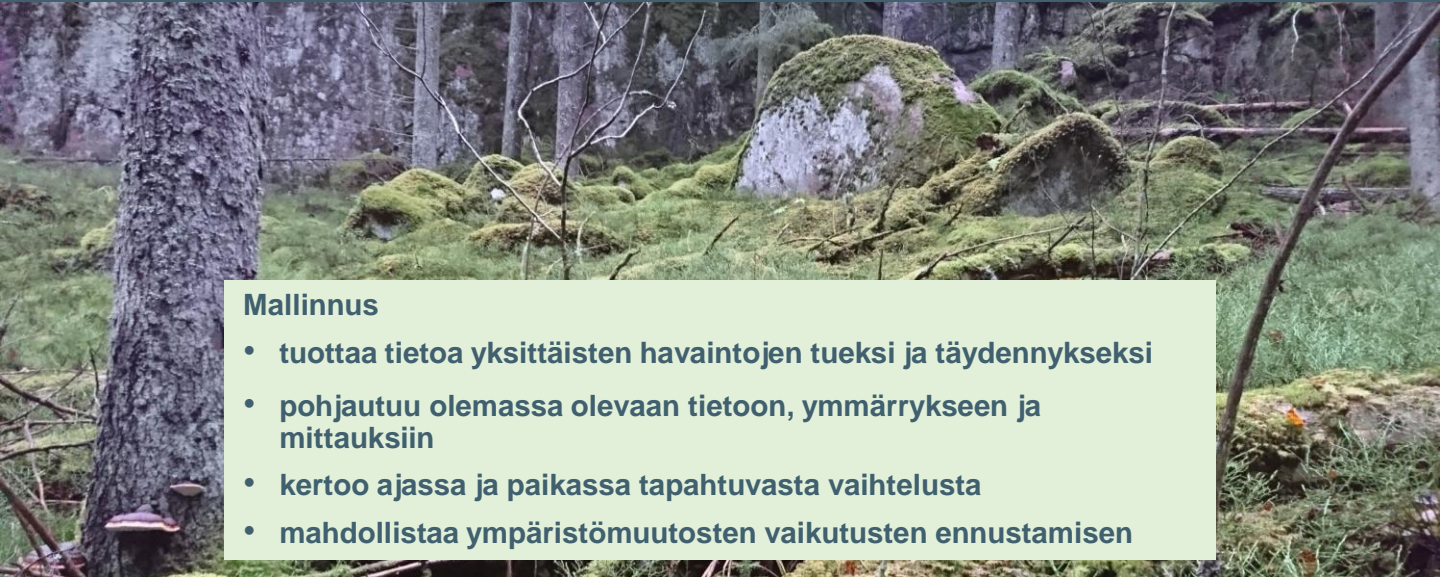 Mallinnus
• tuottaa tietoa yksittäisten havaintojen tueksi ja täydennykseksi
• pohjautuu olemassa olevaan tietoon, ymmärrykseen ja
mittauksiin
• kertoo ajassa ja paikassa tapahtuvasta vaihtelusta
• mahdollistaa ympäristömuutosten vaikutusten ennustamisen